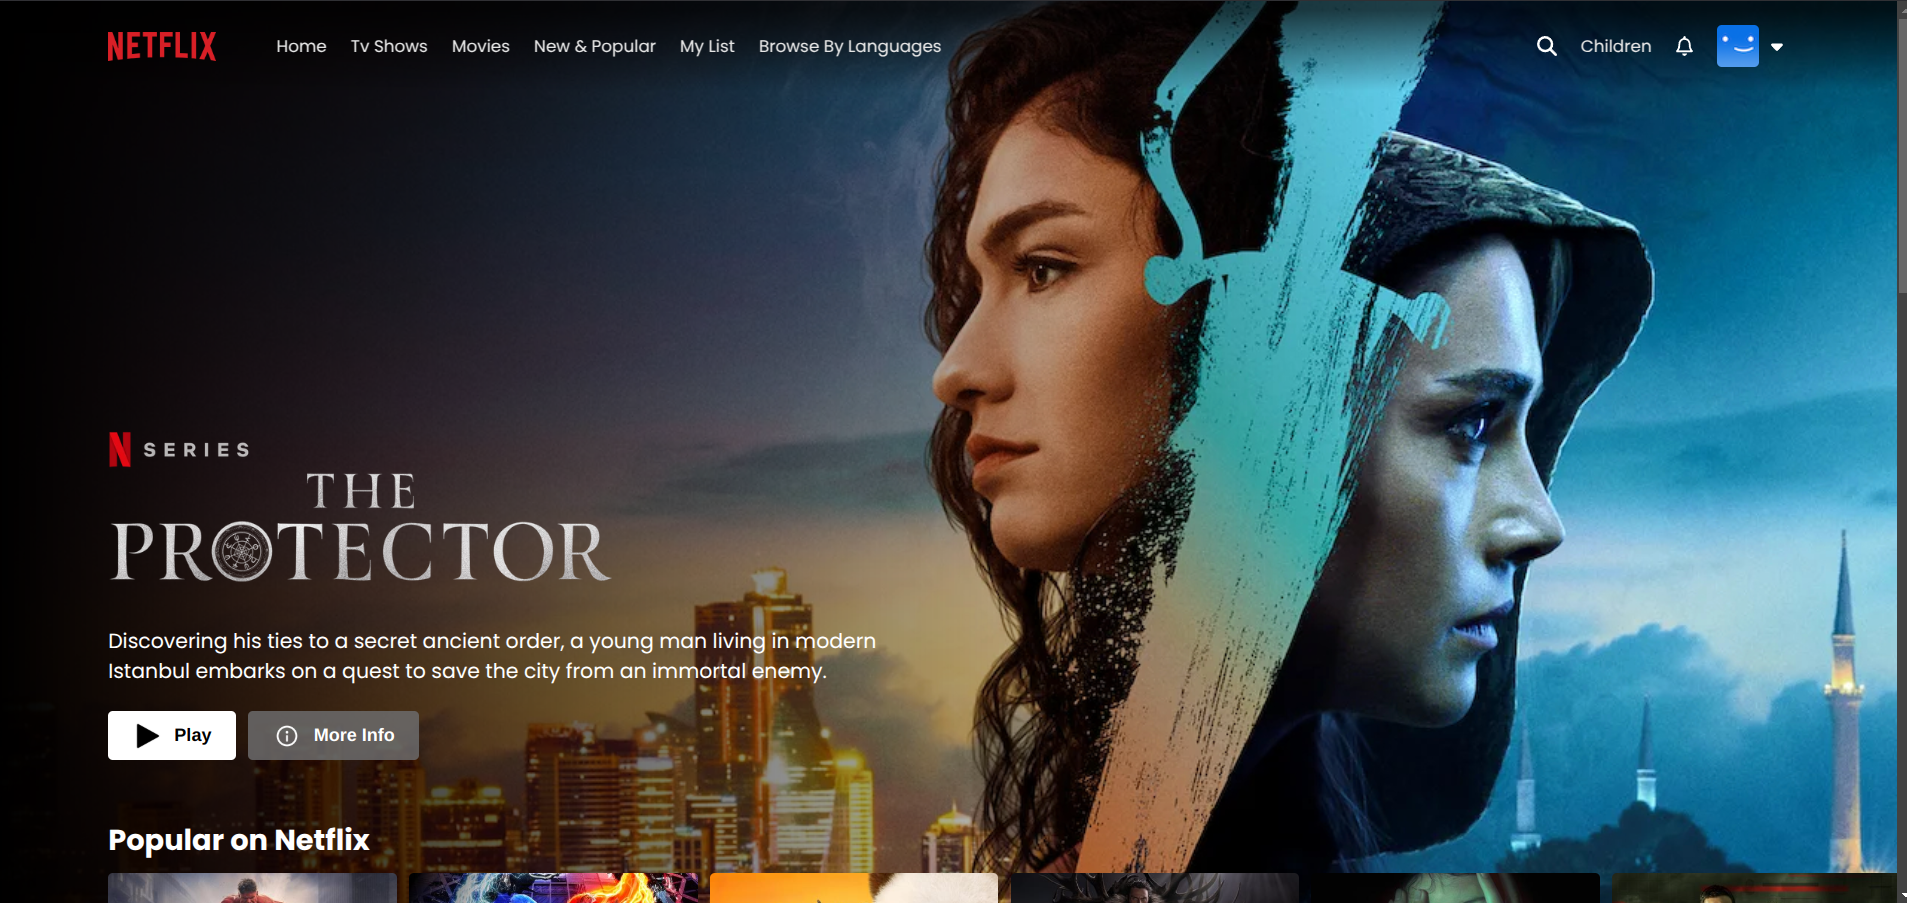 NETFLIX
Home
Tv Shows
Movies
New & Popular
My List
Browse By Languages
Children
N SERIES
THE
PROTECTOR
Discovering his ties to a secret ancient order, a young man living in modern
Istanbul embarks on a quest to save the city from an immortal enemy.
Play
More Info
Popular on Netflix